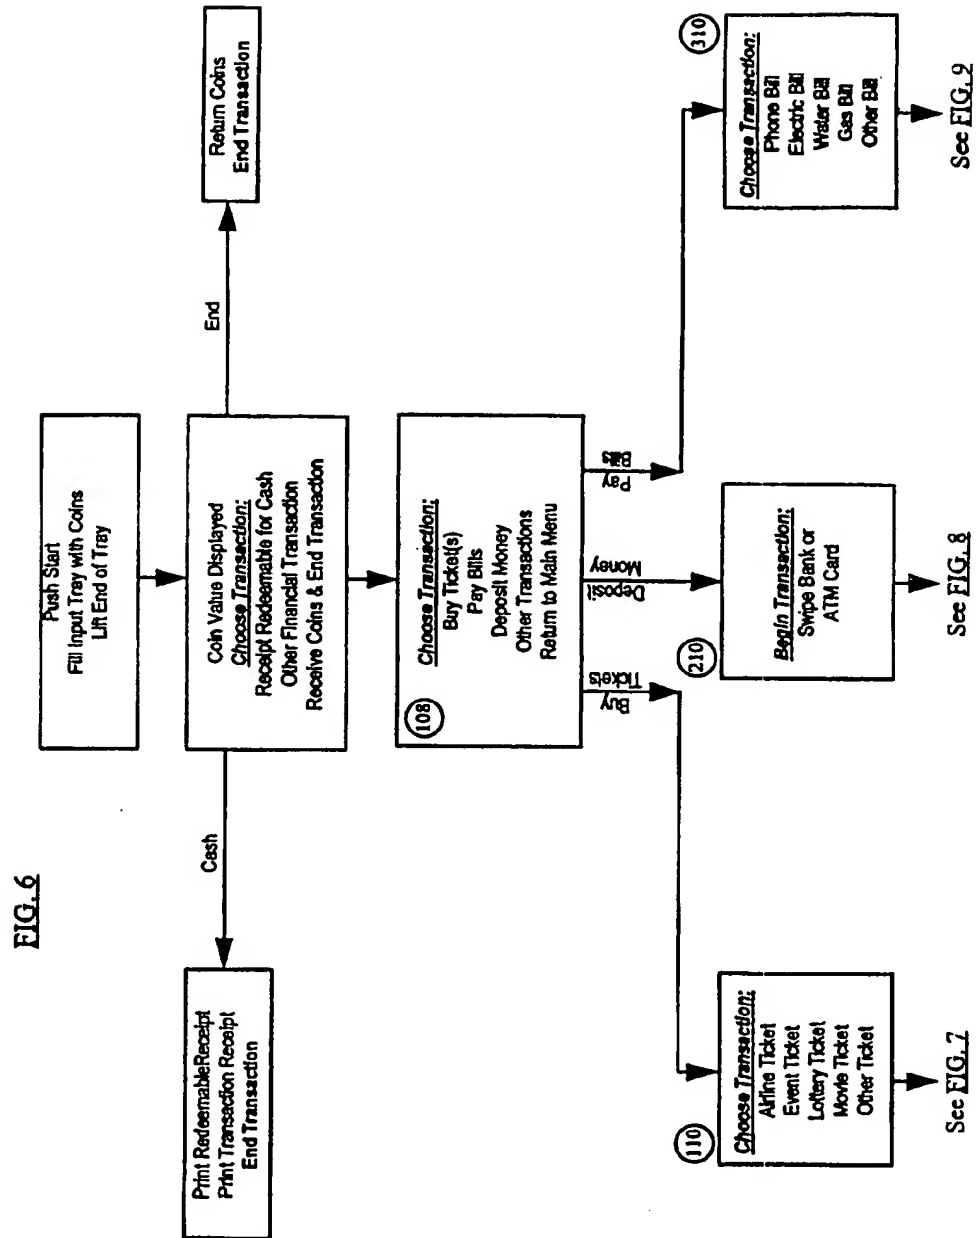 FIG. 6
Push Start
Fill Input Tray with Coins
Lift End of Tray
Cash
Coin Value Displayed
Choose Transaction:
Receipt Redeemable for Cash
Other Financial Transaction
Receive Coins & End Transaction
End
Print Redeemable Receipt
Print Transaction Receipt
End Transaction
Return Coins
End Transaction
108
Choose Transaction:
Buy Ticket(s)
Pay Bills
Deposit Money
Other Transactions
Return to Main Menu
Buy
Tickets
Deposit
Money
Pay
Bills
110
Choose Transaction:
Airline Ticket
Event Ticket
Lottery Ticket
Movie Ticket
Other Ticket
See FIG. 7
210
Begin Transaction:
Swipe Bank or
ATM Card
See FIG. 8
310
Choose Transaction:
Phone Bill
Electric Bill
Water Bill
Gas Bill
Other Bill
See FIG. 9